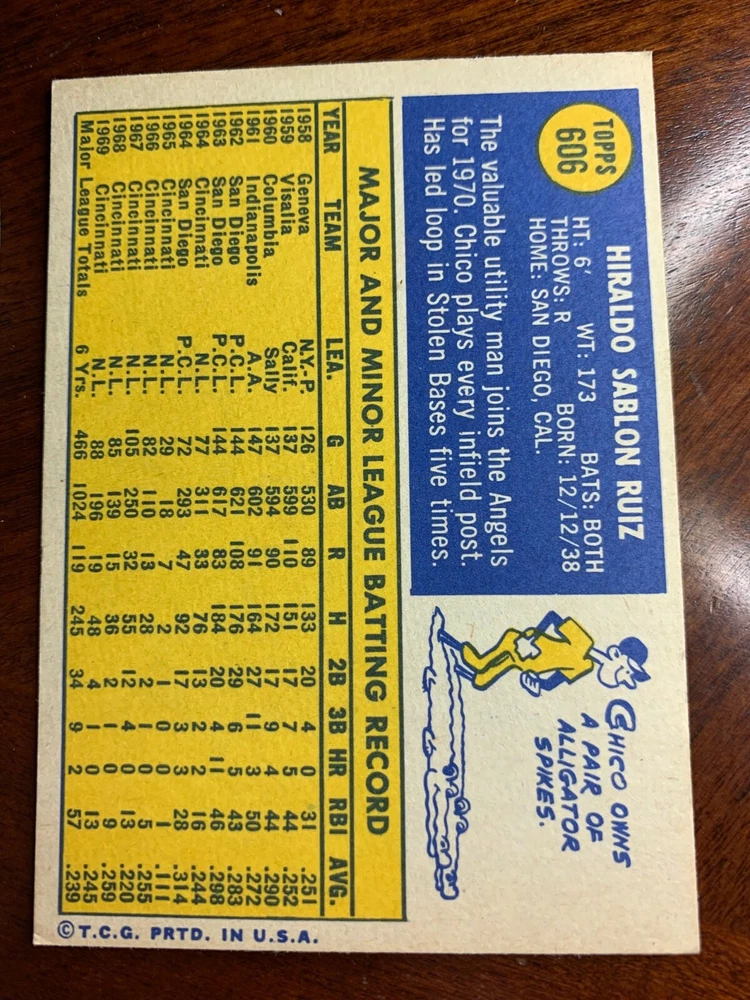 TOPPS
606
HIRALDO SABLON RUIZ
HT: 6' WT: 173 BATS: BOTH
THROWS: R BORN: 12/12/38
HOME: SAN DIEGO, CAL.
The valuable utility man joins the Angels
for 1970. Chico plays every infield post.
Has led loop in Stolen Bases five times.
CHICO OWNS
A PAIR OF
ALLIGATOR
SPIKES.
MAJOR AND MINOR LEAGUE BATTING RECORD
YEAR TEAM LEA. G AB R H 2B 3B HR RBI AVG.
1958 Geneva N.Y.-P. 126 530 89 133 20 4 0 31 .251
1959 Visalia Calif. 137 599 110 151 17 7 5 44 .252
1960 Columbia Sally 137 594 90 172 17 9 4 44 .290
1961 Indianapolis A.A. 147 602 91 164 27 11 3 50 .272
1962 San Diego P.C.L. 144 621 108 176 29 6 5 43 .283
1963 San Diego P.C.L. 144 617 83 184 20 4 11 46 .298
1964 Cincinnati N.L. 77 311 33 76 13 2 2 16 .244
1964 San Diego P.C.L. 72 293 47 92 17 3 3 28 .314
1965 Cincinnati N.L. 29 18 7 2 1 0 0 1 .111
1966 Cincinnati N.L. 82 110 13 28 2 1 0 5 .255
1967 Cincinnati N.L. 105 250 32 55 12 4 0 13 .220
1968 Cincinnati N.L. 85 139 15 36 2 1 0 9 .259
1969 Cincinnati N.L. 88 196 19 48 4 1 0 13 .245
Major League Totals 6 Yrs. 466 1024 119 245 34 9 2 57 .239
©T.C.G. PRTD. IN U.S.A.